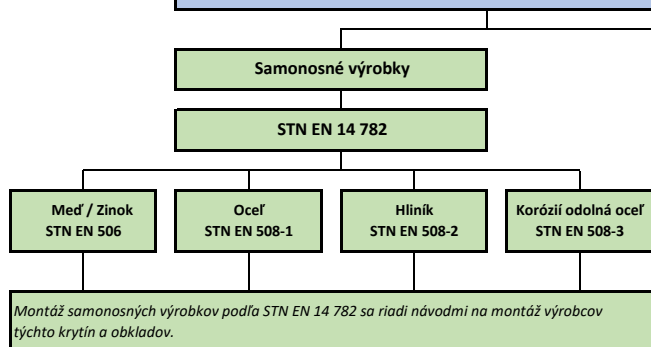 Samonosné výrobky
STN EN 14 782
Meď / Zinok
STN EN 506
Oceľ
STN EN 508-1
Hliník
STN EN 508-2
Korózií odolná oceľ
STN EN 508-3
Montáž samonosných výrobkov podľa STN EN 14 782 sa riadi návodmi na montáž výrobcov
týchto krytín a obkladov.